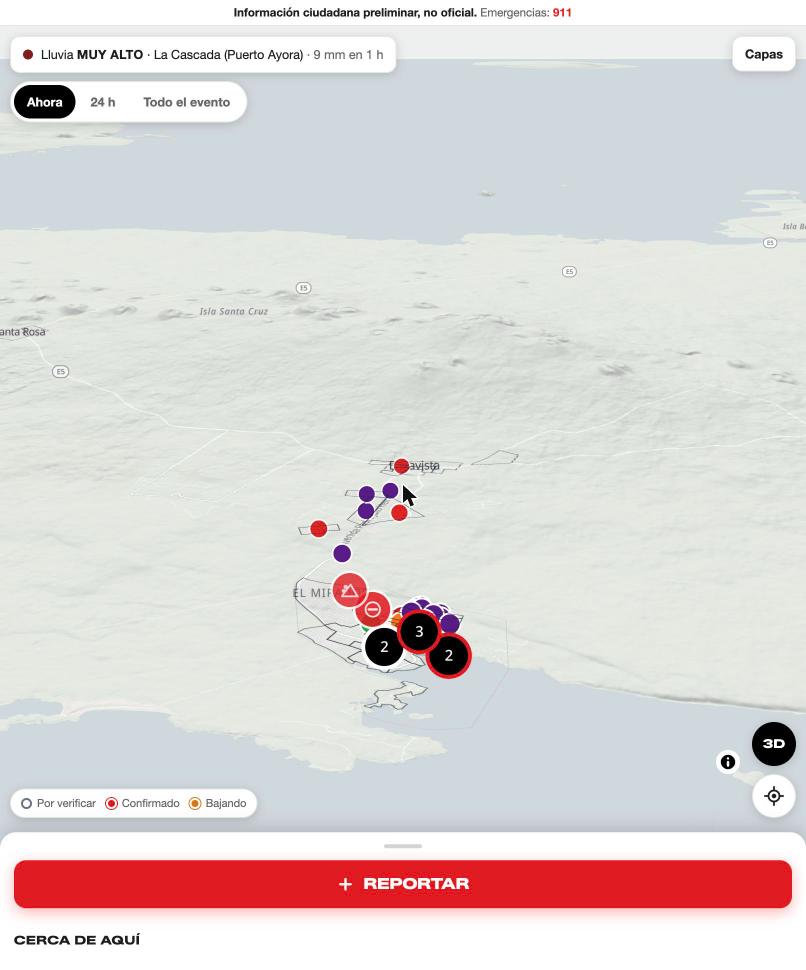 Información ciudadana preliminar, no oficial. Emergencias: 911
Lluvia MUY ALTO · La Cascada (Puerto Ayora) · 9 mm en 1 h
Capas
Ahora
24 h
Todo el evento
Isla
E5
E5
E5
Isla Santa Cruz
anta Rosa
E5
EL
3
2
2
3D
Por verificar
Confirmado
Bajando
+ REPORTAR
CERCA DE AQUÍ